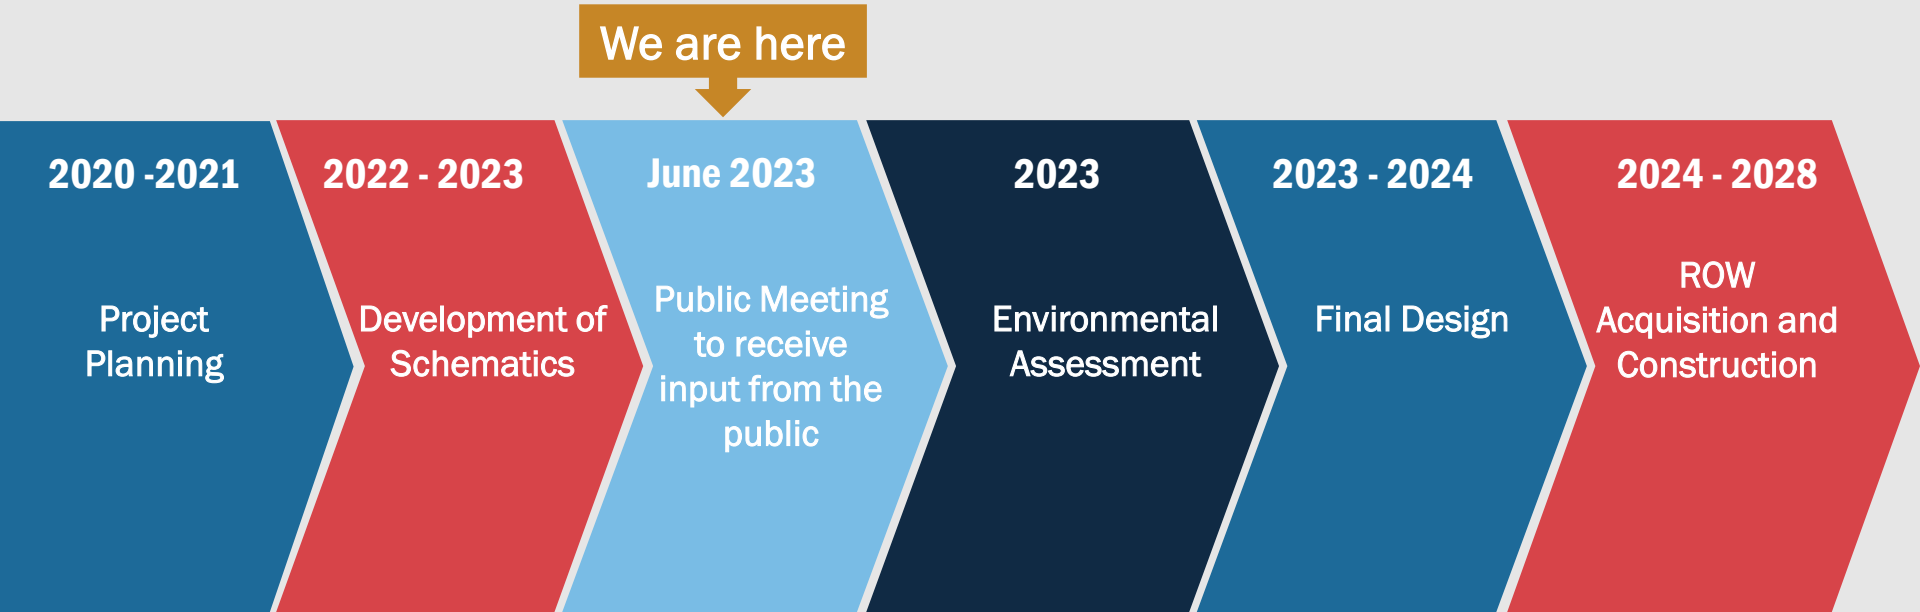 We are here
2020 -2021
Project
Planning
2022 - 2023
Development of
Schematics
June 2023
Public Meeting
to receive
input from the
public
2023
Environmental
Assessment
2023 - 2024
Final Design
2024 - 2028
ROW
Acquisition and
Construction